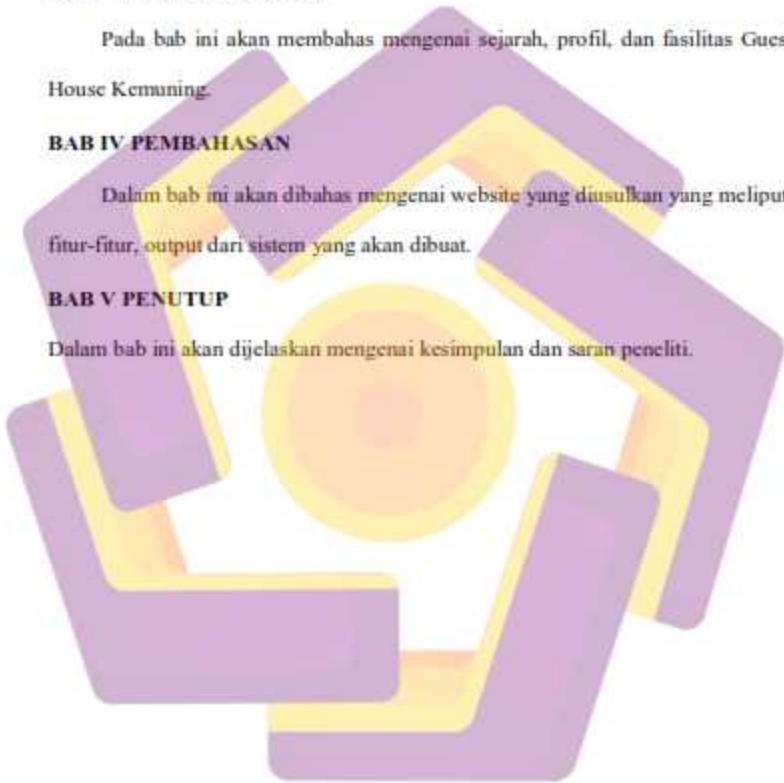 Pada bab ini akan membahas mengenai sejarah, profil, dan fasilitas Gues
House Kemuning.
BAB IV PEMBAHASAN
Dalam bab ini akan dibahas mengenai website yang diusulkan yang meliput
fitur-fitur, output dari sistem yang akan dibuat.
BAB V PENUTUP
Dalam bab ini akan dijelaskan mengenai kesimpulan dan saran peneliti.